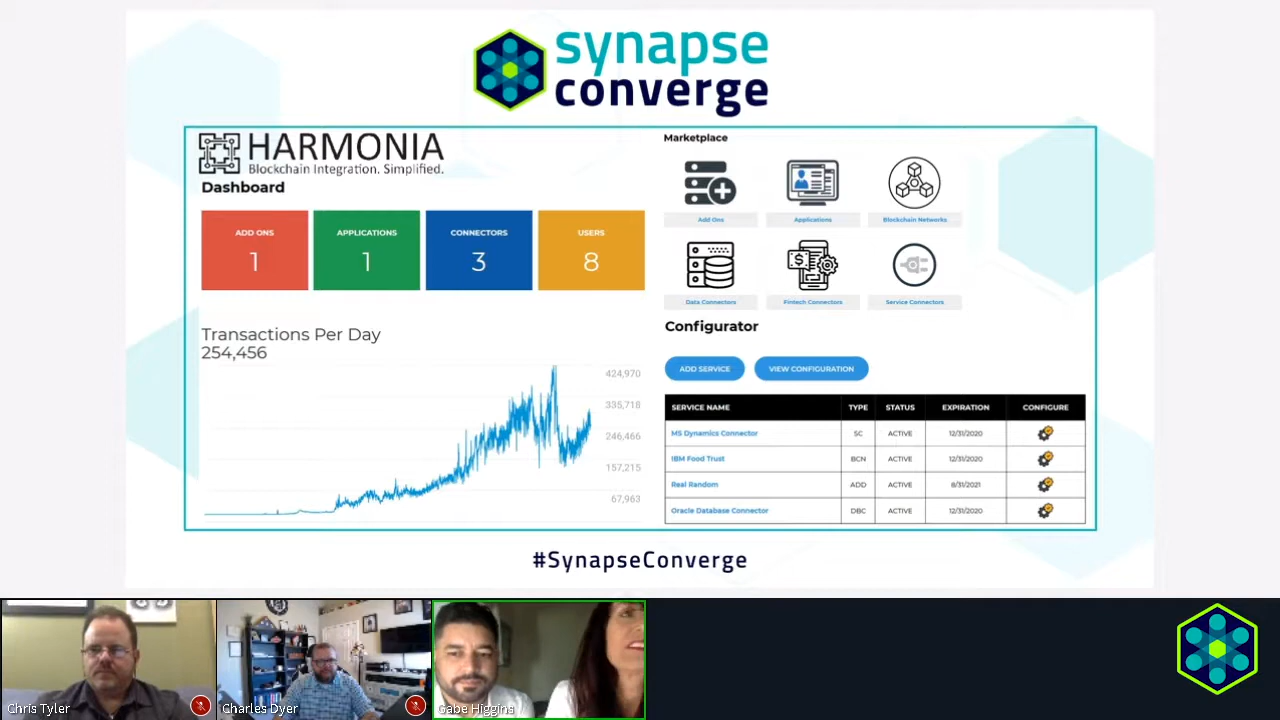 synapse
converge
HARMONIA
Blockchain Integration. Simplified.
Dashboard
ADD ONS
1
APPLICATIONS
1
CONNECTORS
3
USERS
8
Transactions Per Day
254,456
424,970
335,718
246,466
157,215
67,963
Marketplace
Add Ons
Applications
Blockchain Networks
Data Connectors
Fintech Connectors
Service Connectors
Configurator
ADD SERVICE
VIEW CONFIGURATION
SERVICE NAME TYPE STATUS EXPIRATION CONFIGURE
MS Dynamics Connector SC ACTIVE 12/31/2020
IBM Food Trust BCN ACTIVE 12/31/2020
Real Random ADD ACTIVE 8/31/2021
Oracle Database Connector DBC ACTIVE 12/31/2020
#SynapseConverge
Chris Tyler
Charles Dyer
Gabe Higgins